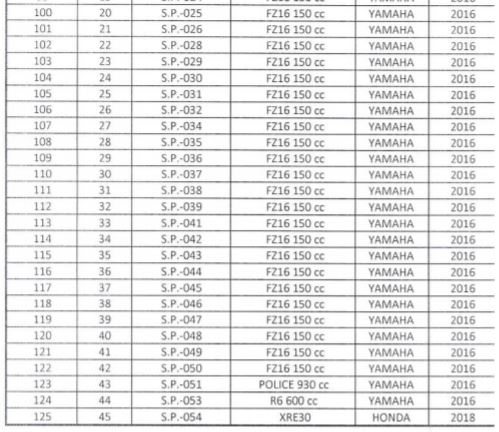 100 20 S.P.-025 FZ16 150 cc YAMAHA 2016
101 21 S.P.-026 FZ16 150 cc YAMAHA 2016
102 22 S.P.-028 FZ16 150 cc YAMAHA 2016
103 23 S.P.-029 FZ16 150 cc YAMAHA 2016
104 24 S.P.-030 FZ16 150 cc YAMAHA 2016
105 25 S.P.-031 FZ16 150 cc YAMAHA 2016
106 26 S.P.-032 FZ16 150 cc YAMAHA 2016
107 27 S.P.-034 FZ16 150 cc YAMAHA 2016
108 28 S.P.-035 FZ16 150 cc YAMAHA 2016
109 29 S.P.-036 FZ16 150 cc YAMAHA 2016
110 30 S.P.-037 FZ16 150 cc YAMAHA 2016
111 31 S.P.-038 FZ16 150 cc YAMAHA 2016
112 32 S.P.-039 FZ16 150 cc YAMAHA 2016
113 33 S.P.-041 FZ16 150 cc YAMAHA 2016
114 34 S.P.-042 FZ16 150 cc YAMAHA 2016
115 35 S.P.-043 FZ16 150 cc YAMAHA 2016
116 36 S.P.-044 FZ16 150 cc YAMAHA 2016
117 37 S.P.-045 FZ16 150 cc YAMAHA 2016
118 38 S.P.-046 FZ16 150 cc YAMAHA 2016
119 39 S.P.-047 FZ16 150 cc YAMAHA 2016
120 40 S.P.-048 FZ16 150 cc YAMAHA 2016
121 41 S.P.-049 FZ16 150 cc YAMAHA 2016
122 42 S.P.-050 FZ16 150 cc YAMAHA 2016
123 43 S.P.-051 POLICE 930 cc YAMAHA 2016
124 44 S.P.-053 R6 600 cc YAMAHA 2016
125 45 S.P.-054 XRE30 HONDA 2018